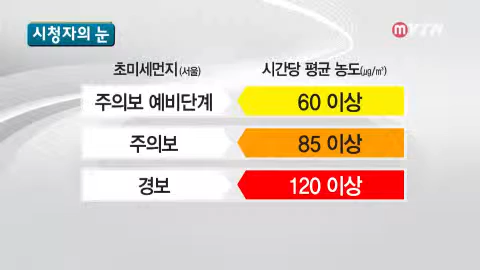 시청자의 눈
mYTN
초미세먼지(서울) 시간당 평균 농도(μg/㎥)
주의보 예비단계 60 이상
주의보 85 이상
경보 120 이상